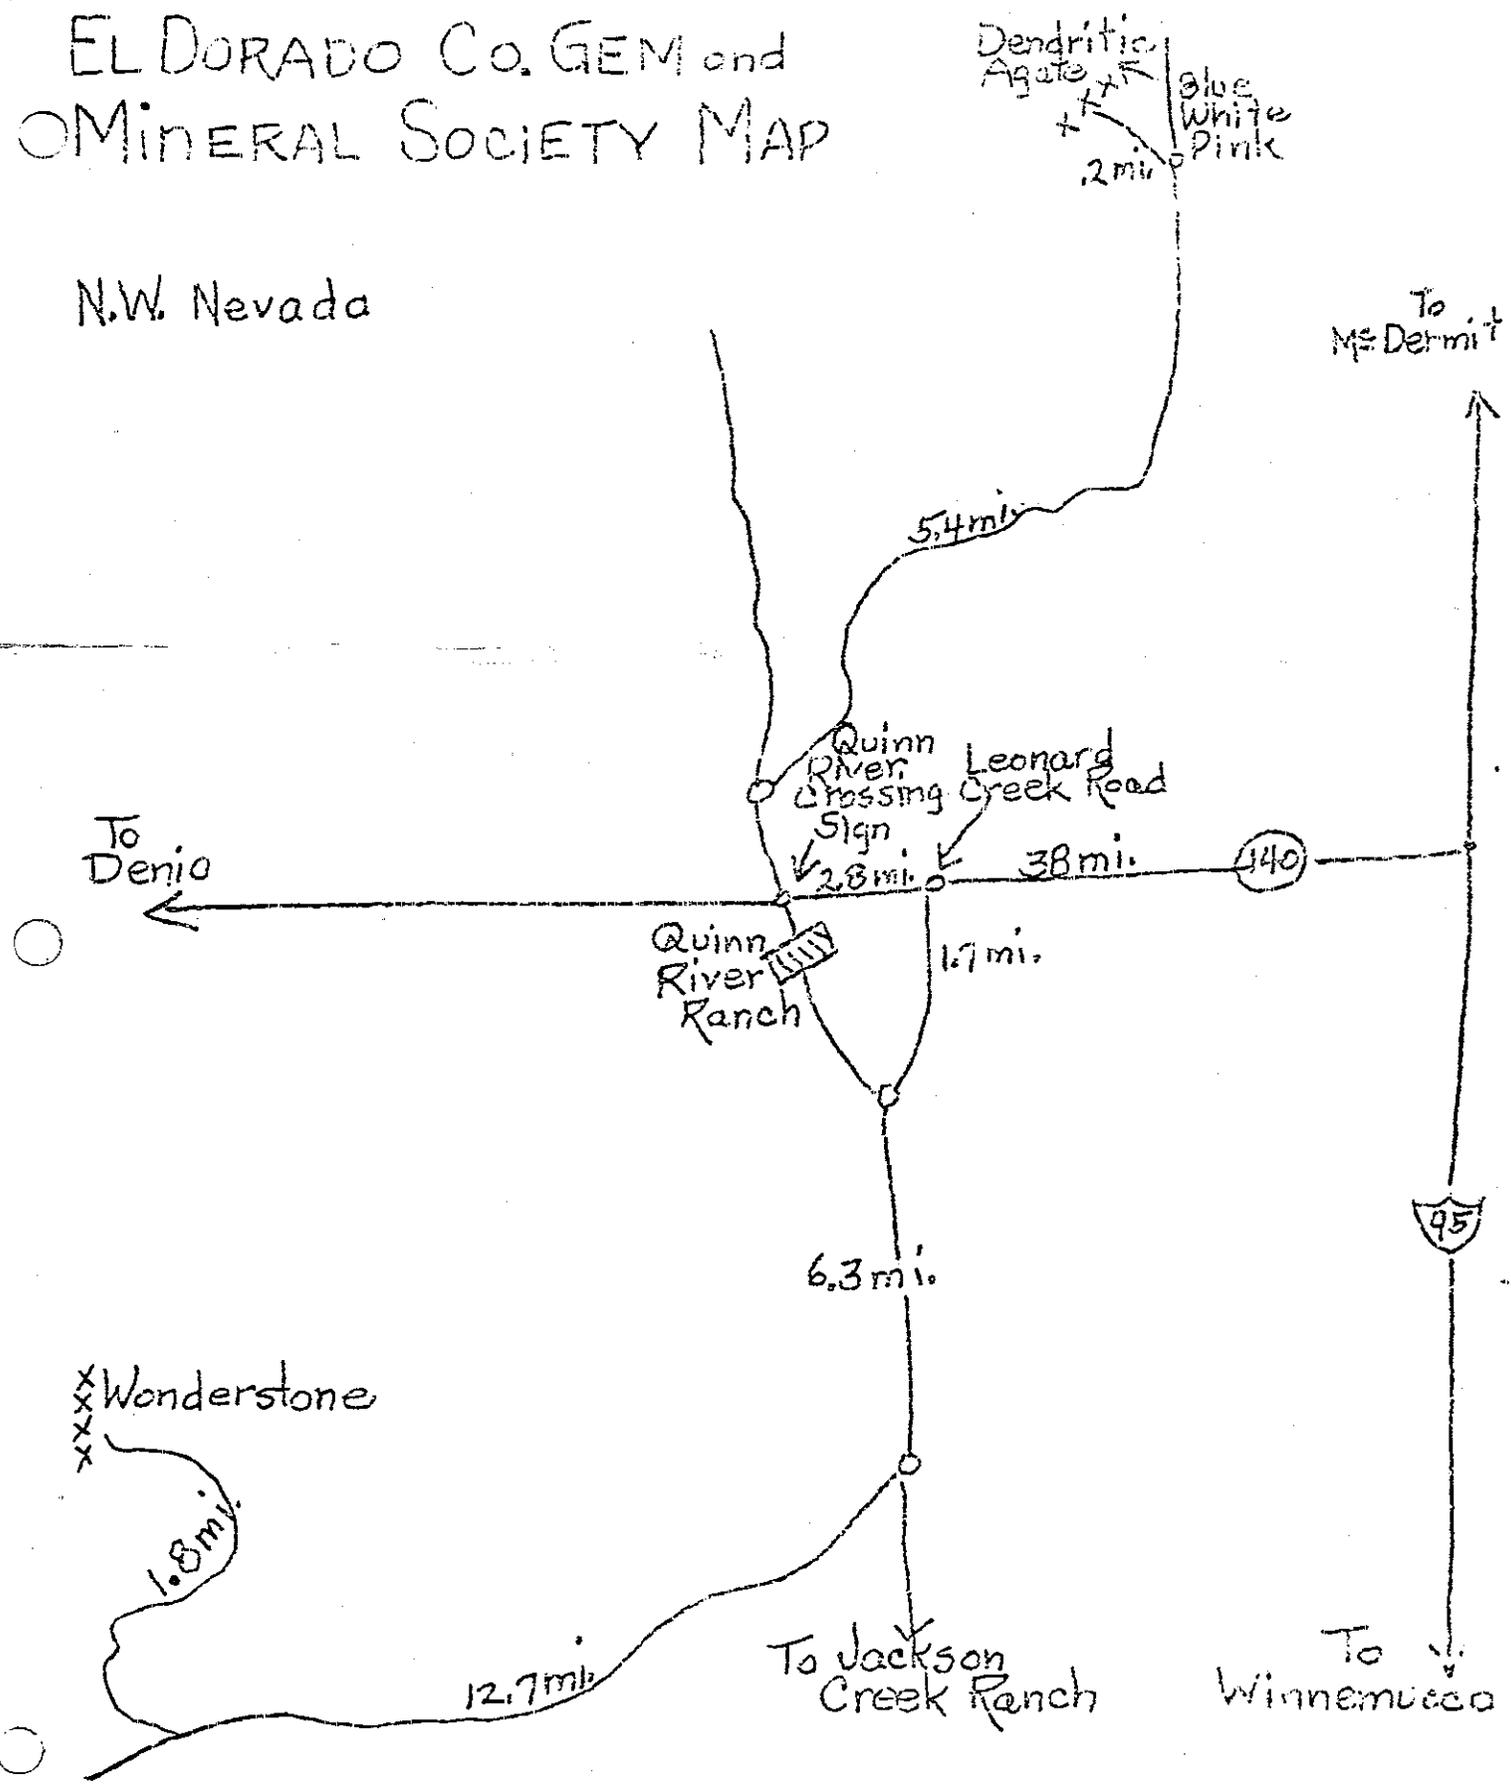 EL DORADO CO. GEM and
MINERAL SOCIETY MAP
Dendritic
Agate
Blue
White
Pink
.2 mi.
N.W. Nevada
To
McDermit
5.4 mi.
Quinn
River
Crossing
Sign
Leonard
Creek Road
To
Denio
2.8 mi.
38 mi.
140
Quinn
River
Ranch
1.7 mi.
95
6.3 mi.
Wonderstone
1.8 mi.
12.7 mi.
To Jackson
Creek Ranch
To
Winnemucca